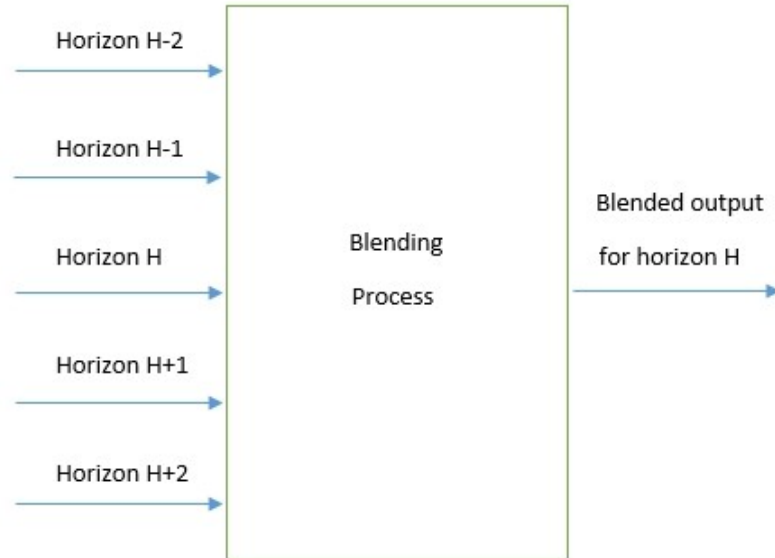 Horizon H-2
Horizon H-1
Horizon H
Horizon H+1
Horizon H+2
Blending
Process
Blended output
for horizon H